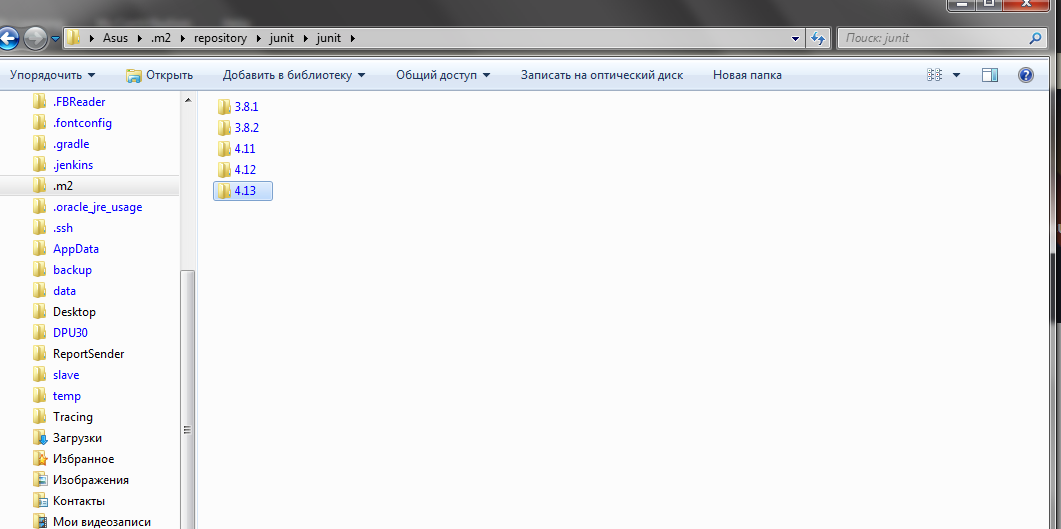 Asus .m2 repository junit junit
Поиск: junit
Упорядочить Открыть Добавить в библиотеку Общий доступ Записать на оптический диск Новая папка
.FBReader
.fontconfig
.gradle
.jenkins
.m2
.oracle_jre_usage
.ssh
AppData
backup
data
Desktop
DPU30
ReportSender
slave
temp
Tracing
Загрузки
Избранное
Изображения
Контакты
Мои видеозаписи
3.8.1
3.8.2
4.11
4.12
4.13